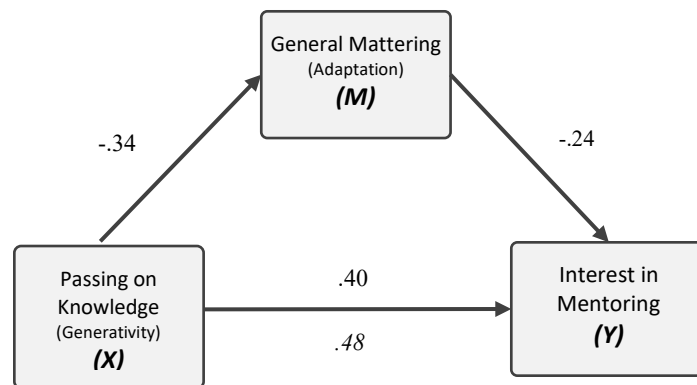 General Mattering
(Adaptation)
(M)
-.34
-.24
Passing on
Knowledge
(Generativity)
(X)
.40
.48
Interest in
Mentoring
(Y)